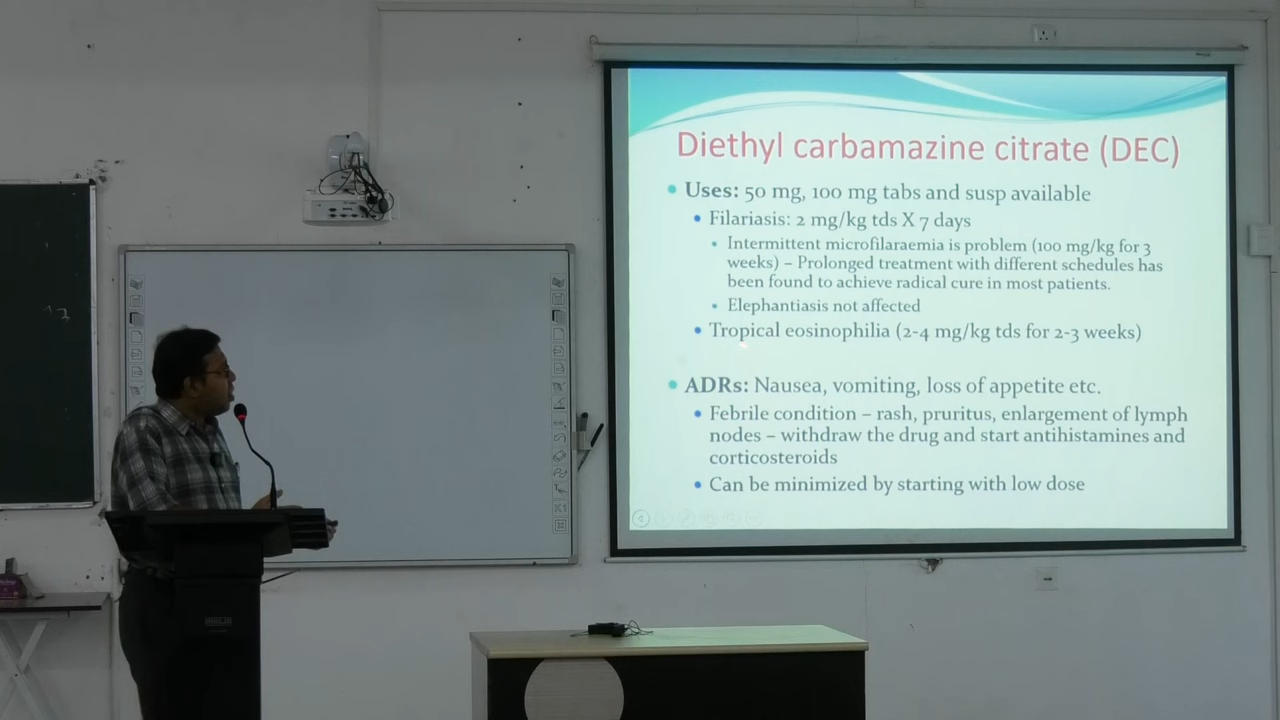 Diethyl carbamazine citrate (DEC)
Uses: 50 mg, 100 mg tabs and susp available
Filariasis: 2 mg/kg tds X 7 days
Intermittent microfilaraemia is problem (100 mg/kg for 3
weeks) – Prolonged treatment with different schedules has
been found to achieve radical cure in most patients.
Elephantiasis not affected
Tropical eosinophilia (2-4 mg/kg tds for 2-3 weeks)
ADRs: Nausea, vomiting, loss of appetite etc.
Febrile condition – rash, pruritus, enlargement of lymph
nodes – withdraw the drug and start antihistamines and
corticosteroids
Can be minimized by starting with low dose